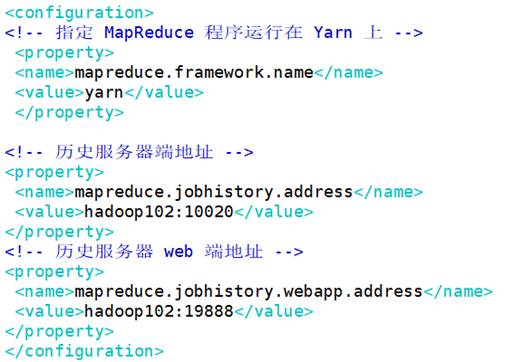 <configuration>
<!-- 指定 MapReduce 程序运行在 Yarn 上 -->
<property>
<name>mapreduce.framework.name</name>
<value>yarn</value>
</property>
<!-- 历史服务器端地址 -->
<property>
<name>mapreduce.jobhistory.address</name>
<value>hadoop102:10020</value>
</property>
<!-- 历史服务器 web 端地址 -->
<property>
<name>mapreduce.jobhistory.webapp.address</name>
<value>hadoop102:19888</value>
</property>
</configuration>